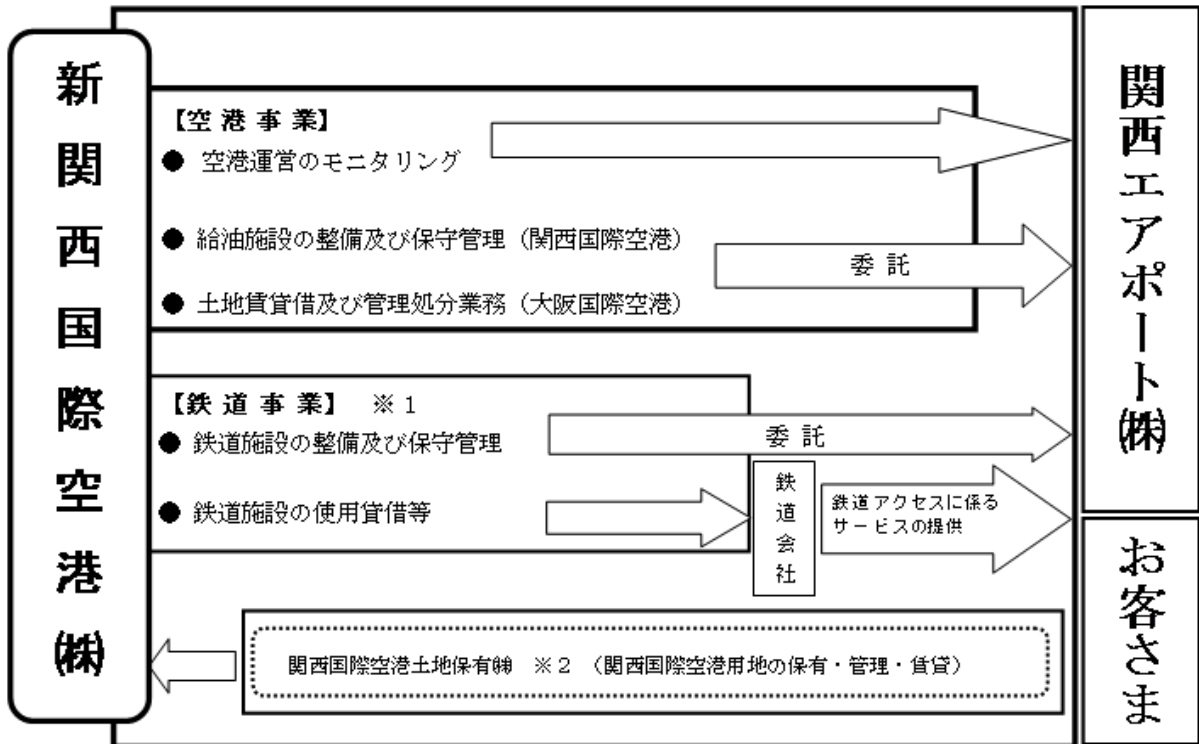 新関西国際空港㈱
【空港事業】
● 空港運営のモニタリング
● 給油施設の整備及び保守管理(関西国際空港)
● 土地賃貸借及び管理処分業務(大阪国際空港)
委託
【鉄道事業】 ※1
● 鉄道施設の整備及び保守管理
委託
● 鉄道施設の使用貸借等
鉄道会社
鉄道アクセスに係る
サービスの提供
関西国際空港土地保有㈱ ※2 (関西国際空港用地の保有・管理・賃貸)
関西エアポート㈱
お客さま